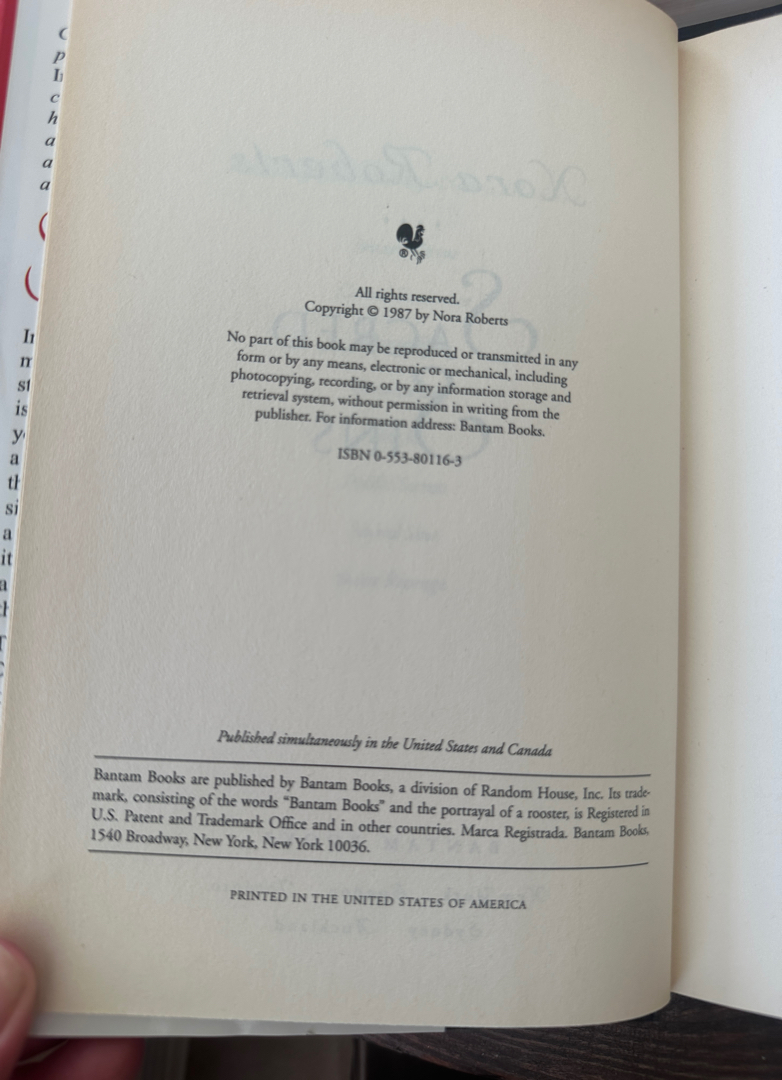 All rights reserved.
Copyright © 1987 by Nora Roberts
No part of this book may be reproduced or transmitted in any
form or by any means, electronic or mechanical, including
photocopying, recording, or by any information storage and
retrieval system, without permission in writing from the
publisher. For information address: Bantam Books.
ISBN 0-553-80116-3
Published simultaneously in the United States and Canada
Bantam Books are published by Bantam Books, a division of Random House, Inc. Its trade-
mark, consisting of the words "Bantam Books" and the portrayal of a rooster, is Registered in
U.S. Patent and Trademark Office and in other countries. Marca Registrada. Bantam Books,
1540 Broadway, New York, New York 10036.
PRINTED IN THE UNITED STATES OF AMERICA